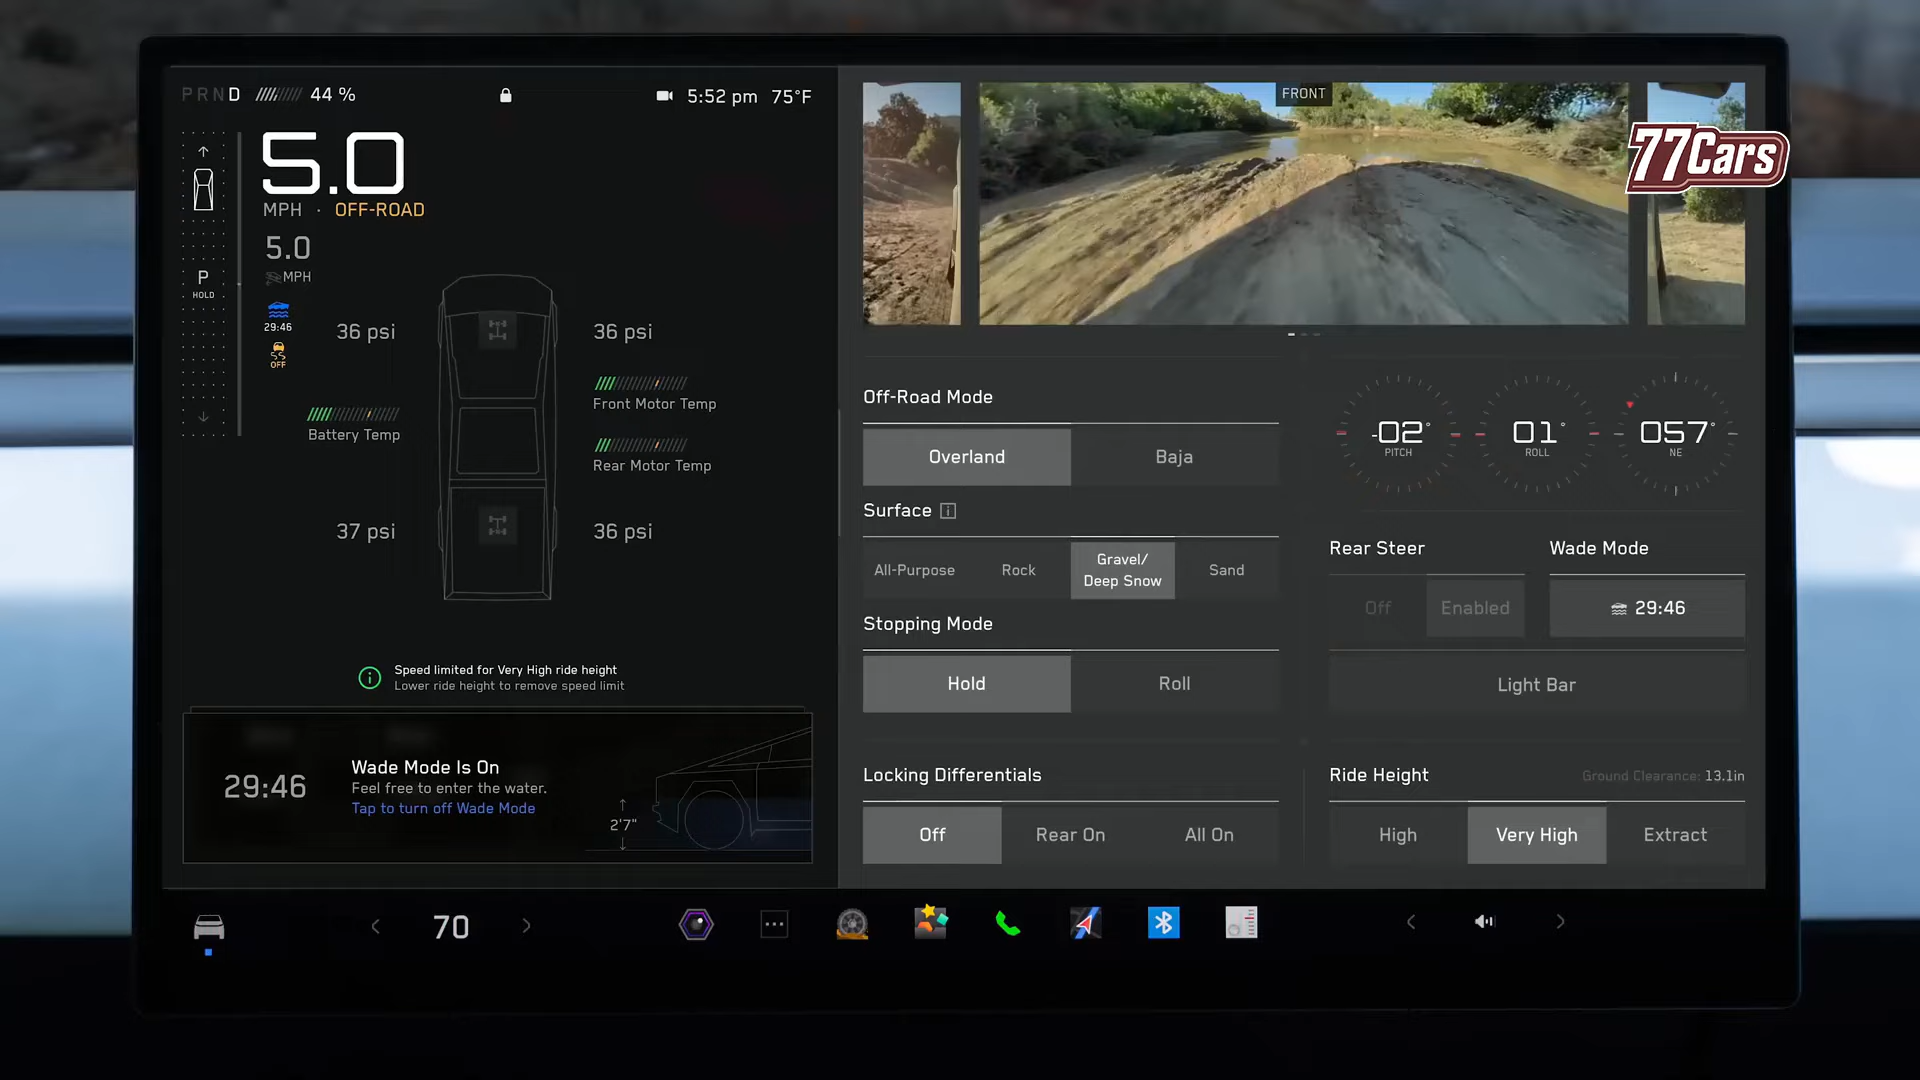 PRND 44 %
5:52 pm 75°F
5.0
MPH · OFF-ROAD
5.0
MPH
P
HOLD
29:46
OFF
36 psi
36 psi
Front Motor Temp
Battery Temp
Rear Motor Temp
37 psi
36 psi
Speed limited for Very High ride height
Lower ride height to remove speed limit
29:46
Wade Mode Is On
Feel free to enter the water.
Tap to turn off Wade Mode
2'7"
FRONT
77Cars
Off-Road Mode
Overland
Baja
Surface
All-Purpose
Rock
Gravel/
Deep Snow
Sand
Stopping Mode
Hold
Roll
Locking Differentials
Off
Rear On
All On
-02°
PITCH
01°
ROLL
057°
NE
Rear Steer
Off
Enabled
Wade Mode
29:46
Light Bar
Ride Height
Ground Clearance: 13.1in
High
Very High
Extract
70